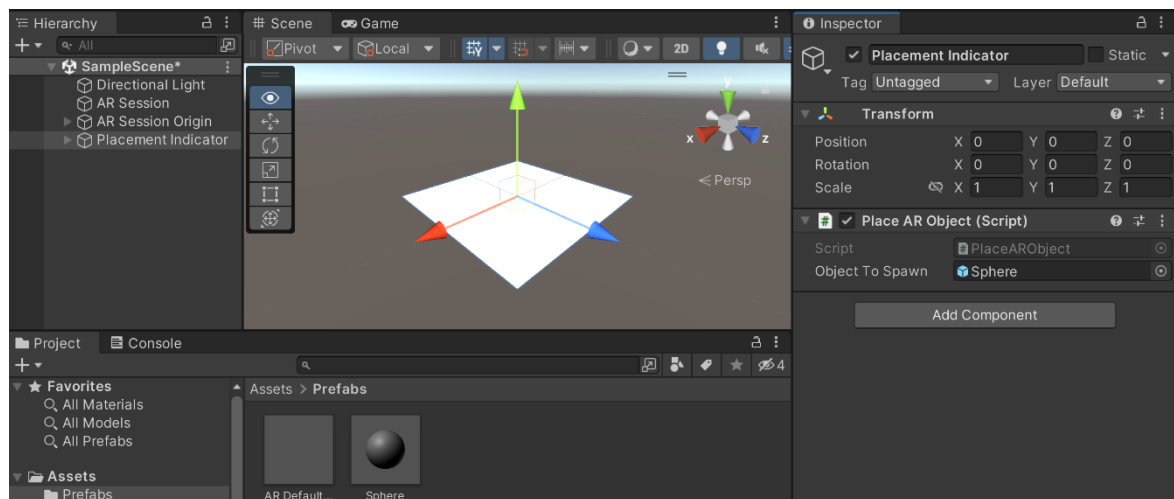 Hierarchy
All
SampleScene*
Directional Light
AR Session
AR Session Origin
Placement Indicator
Scene
Game
Pivot
Local
2D
y
x
z
Persp
Inspector
Placement Indicator
Static
Tag Untagged
Layer Default
Transform
Position X 0 Y 0 Z 0
Rotation X 0 Y 0 Z 0
Scale X 1 Y 1 Z 1
# Place AR Object (Script)
Script # PlaceARObject
Object To Spawn Sphere
Add Component
Project
Console
4
Favorites
All Materials
All Models
All Prefabs
Assets
Prefabs
Assets > Prefabs
AR Default...
Sphere